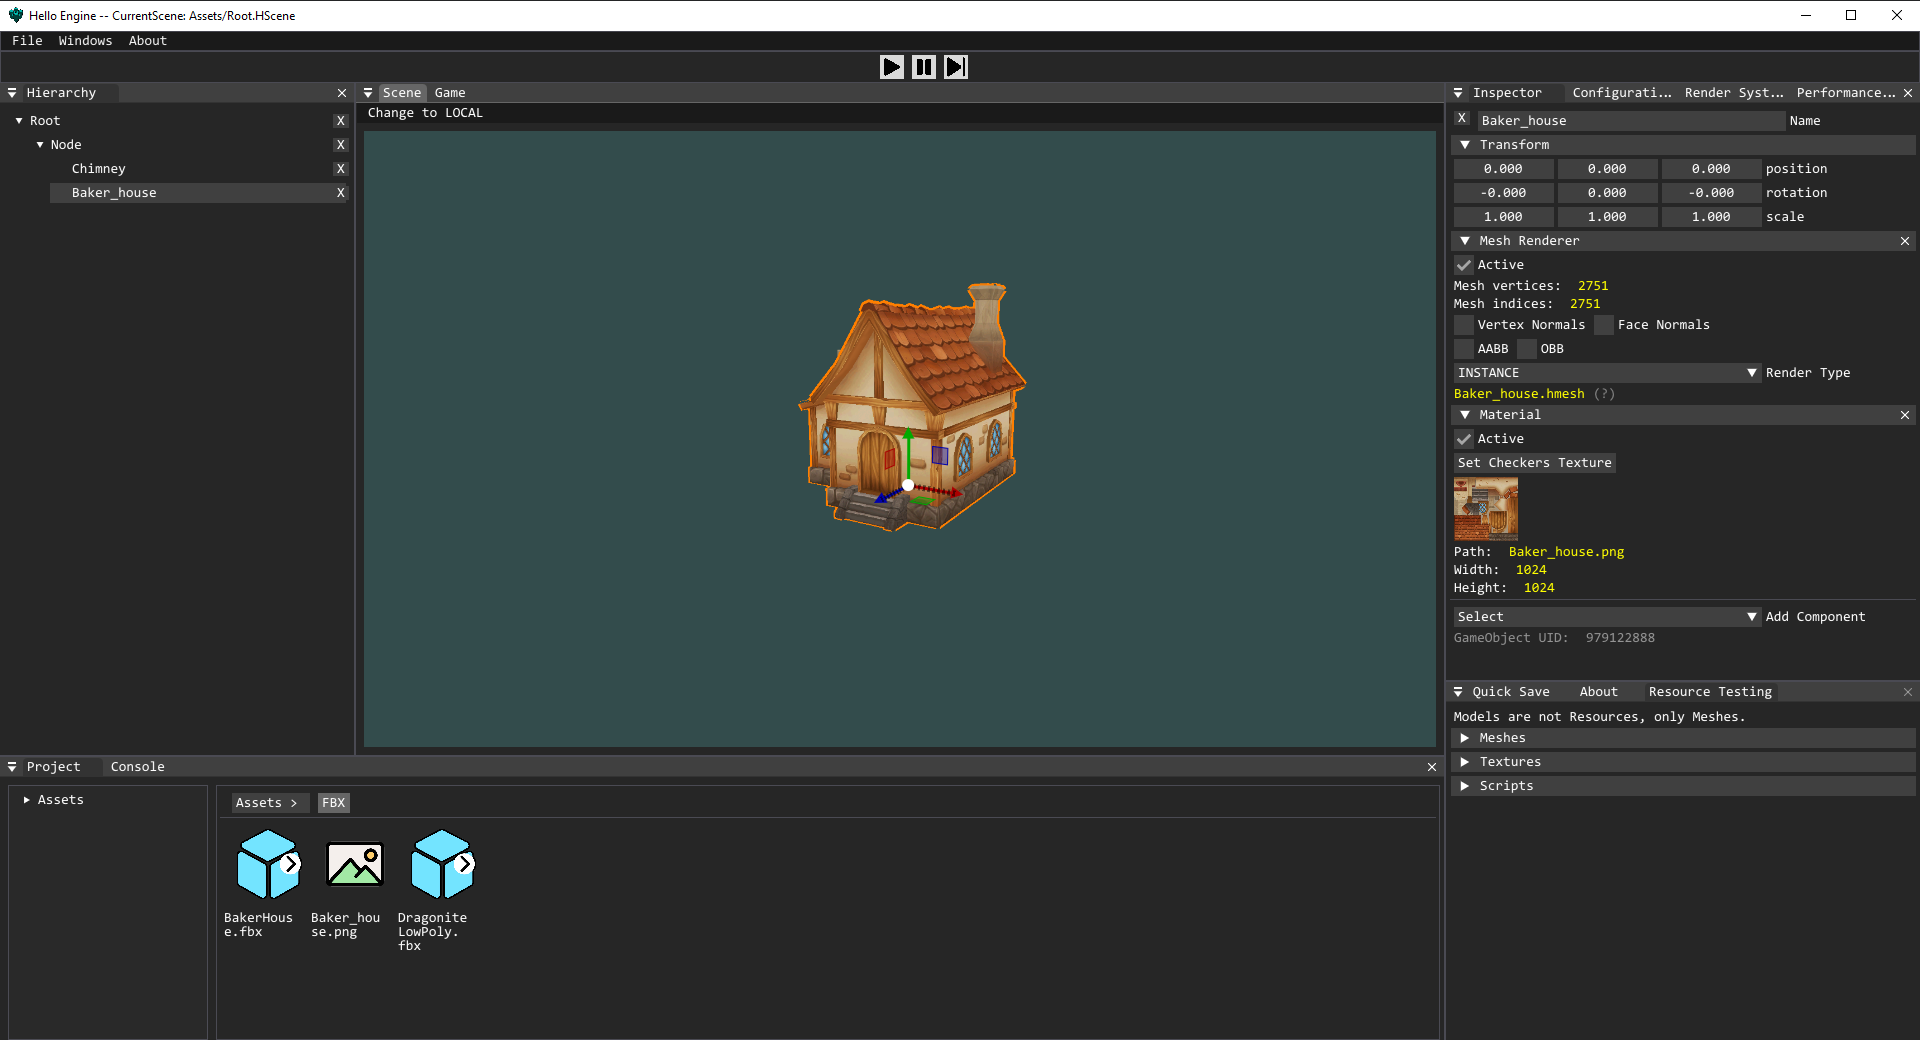 Hello Engine -- CurrentScene: Assets/Root.HScene
File Windows About
Hierarchy
Root X
Node X
Chimney X
Baker_house X
Scene Game
Change to LOCAL
Inspector Configurati... Render Syst... Performance...
X Baker_house Name
Transform
0.000 0.000 0.000 position
-0.000 0.000 -0.000 rotation
1.000 1.000 1.000 scale
Mesh Renderer
Active
Mesh vertices: 2751
Mesh indices: 2751
Vertex Normals Face Normals
AABB OBB
INSTANCE Render Type
Baker_house.hmesh (?)
Material
Active
Set Checkers Texture
Path: Baker_house.png
Width: 1024
Height: 1024
Select Add Component
GameObject UID: 979122888
Quick Save About Resource Testing
Models are not Resources, only Meshes.
Meshes
Textures
Scripts
Project Console
Assets
Assets > FBX
BakerHous
e.fbx
Baker_hou
se.png
Dragonite
LowPoly.
fbx